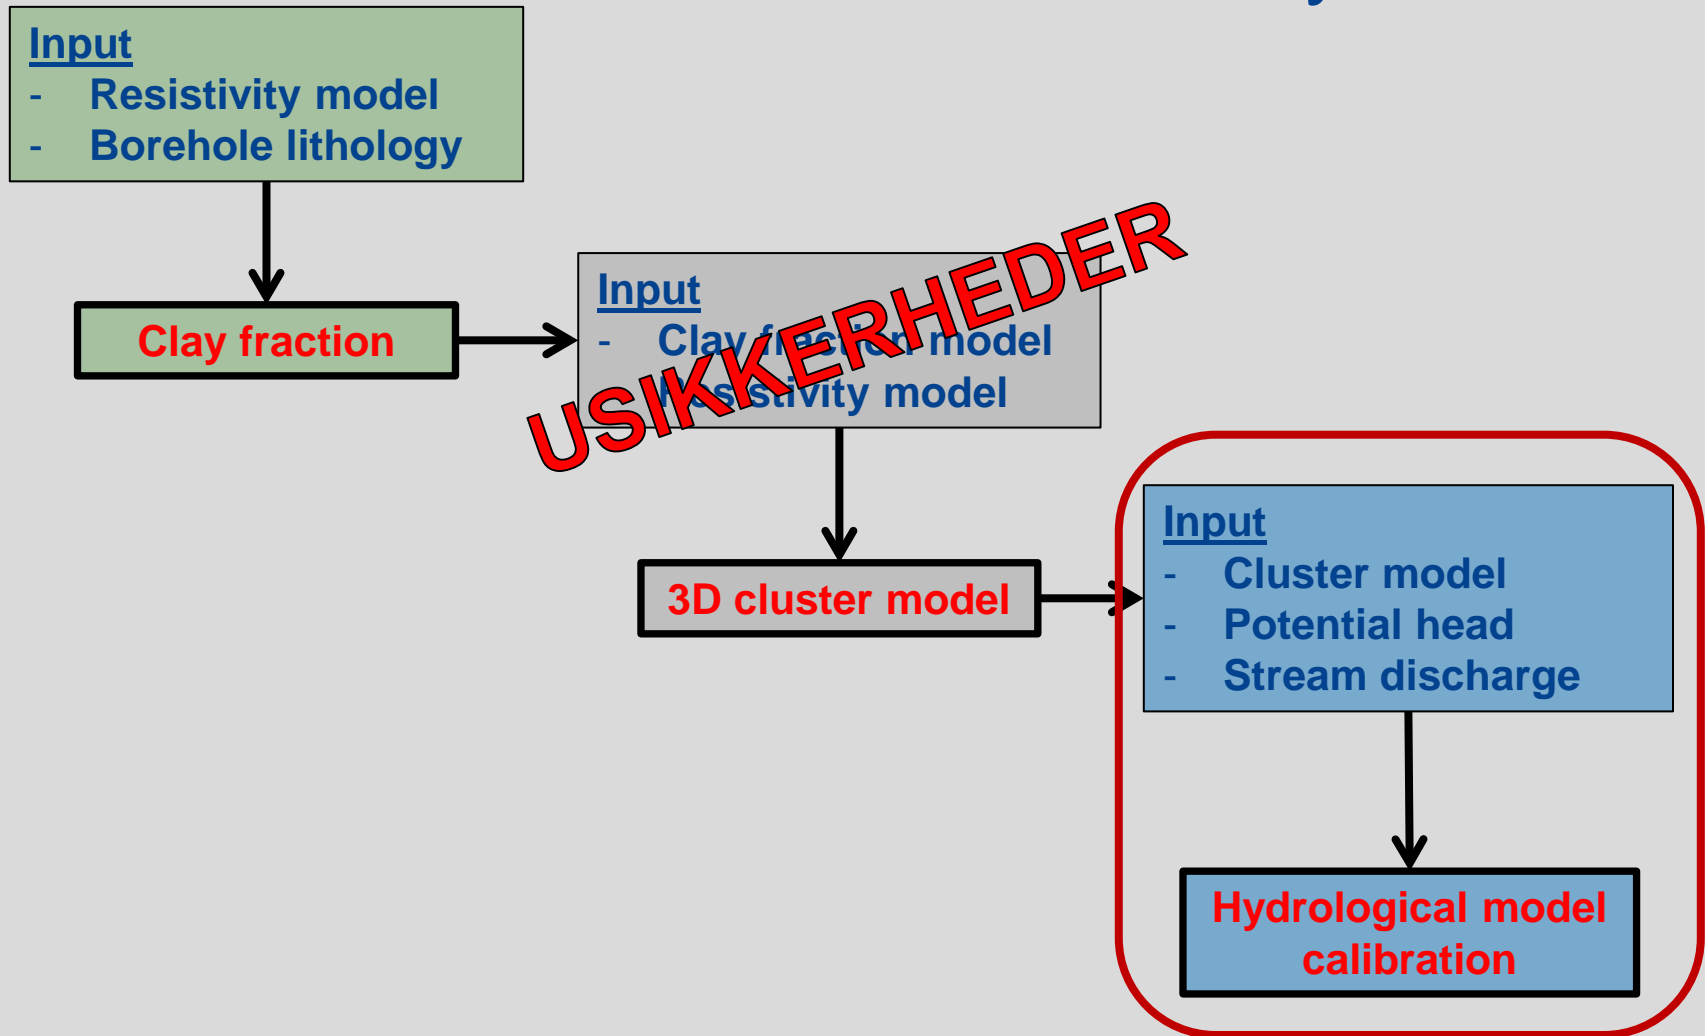 Input
- Resistivity model
- Borehole lithology
Clay fraction
Input
- Clay fraction model
Resistivity model
USIKKERHEDER
3D cluster model
Input
- Cluster model
- Potential head
- Stream discharge
Hydrological model
calibration